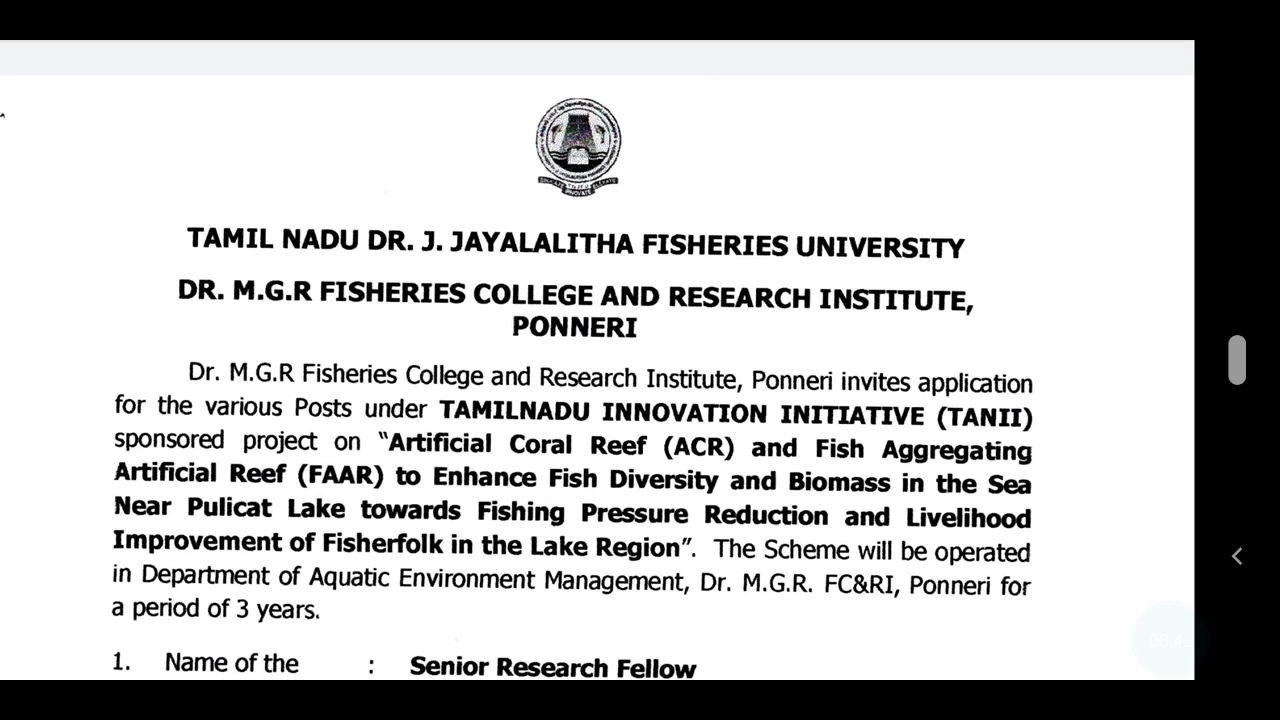 TAMIL NADU DR. J. JAYALALITHA FISHERIES UNIVERSITY
DR. M.G.R FISHERIES COLLEGE AND RESEARCH INSTITUTE,
PONNERI
Dr. M.G.R Fisheries College and Research Institute, Ponneri invites application
for the various Posts under TAMILNADU INNOVATION INITIATIVE (TANII)
sponsored project on “Artificial Coral Reef (ACR) and Fish Aggregating
Artificial Reef (FAAR) to Enhance Fish Diversity and Biomass in the Sea
Near Pulicat Lake towards Fishing Pressure Reduction and Livelihood
Improvement of Fisherfolk in the Lake Region”. The Scheme will be operated
in Department of Aquatic Environment Management, Dr. M.G.R. FC&RI, Ponneri for
a period of 3 years.
1. Name of the : Senior Research Fellow